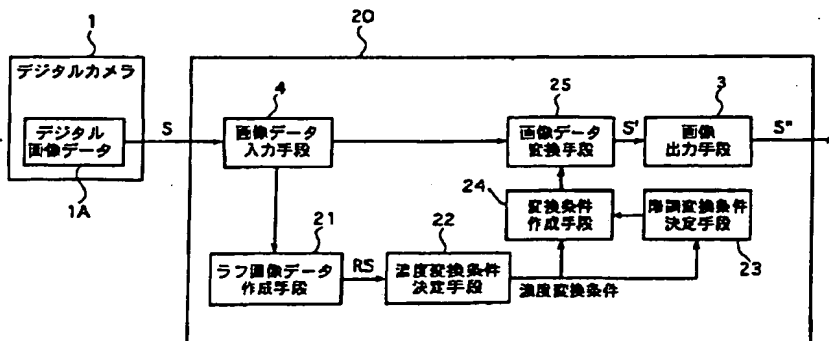 1
デジタルカメラ
デジタル
画像データ
1A
S
20
4
画像データ
入力手段
25
画像データ
変換手段
S'
3
画像
出力手段
S"
24
変換条件
作成手段
階調変換条件
決定手段
23
21
ラフ画像データ
作成手段
RS
22
濃度変換条件
決定手段
濃度変換条件